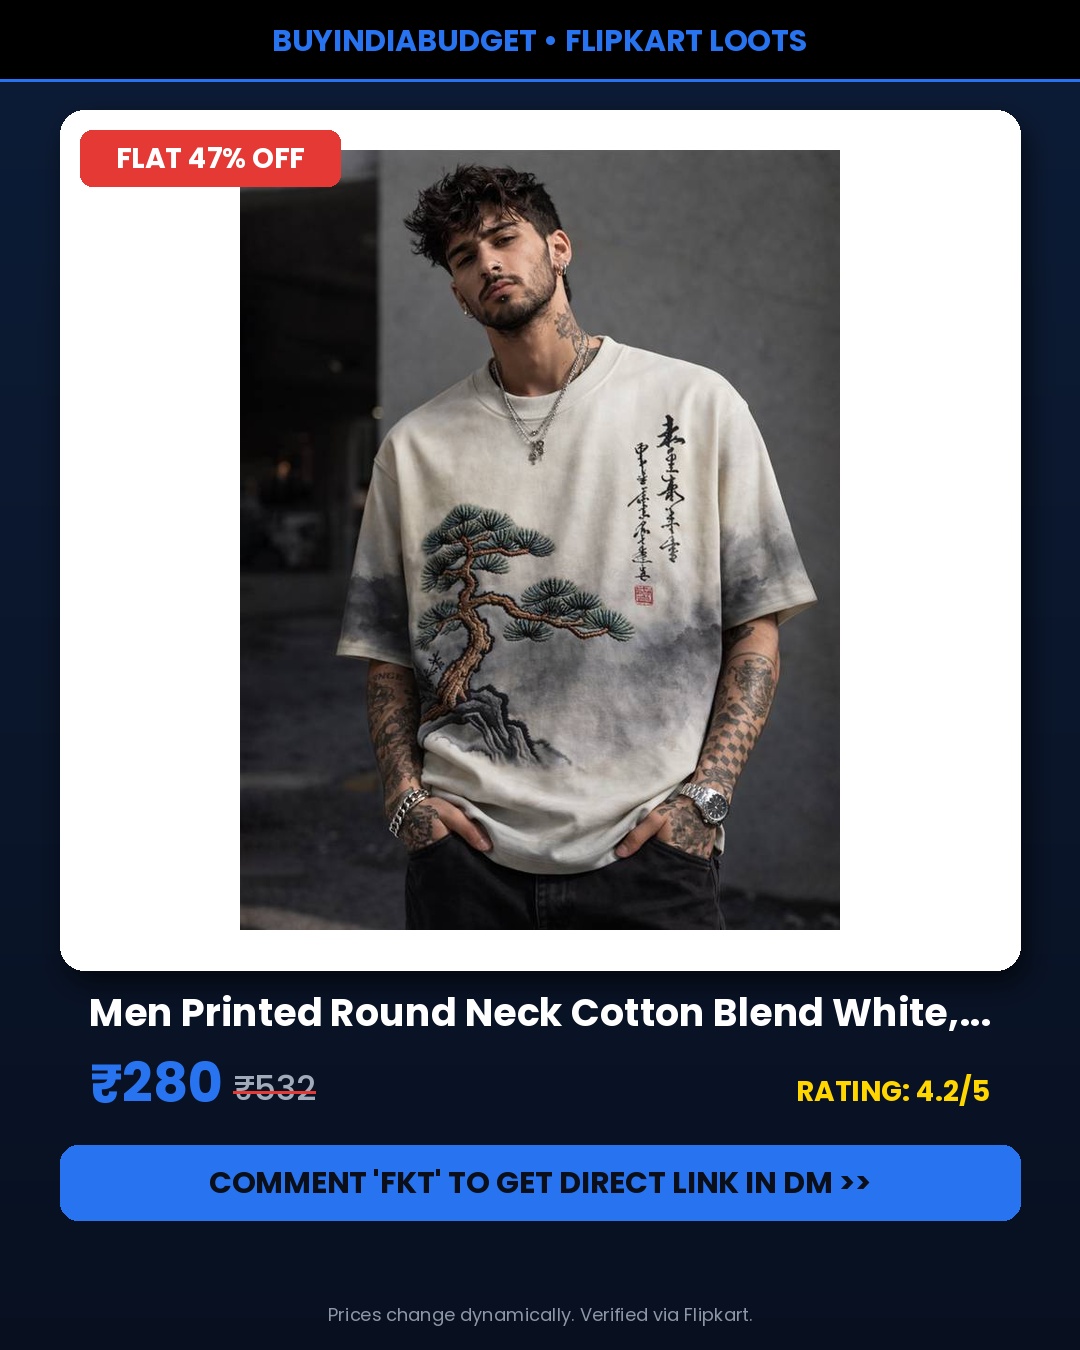 BUYINDIABUDGET • FLIPKART LOOTS
FLAT 47% OFF
Men Printed Round Neck Cotton Blend White,...
₹280 ₹532
RATING: 4.2/5
COMMENT 'FKT' TO GET DIRECT LINK IN DM >>
Prices change dynamically. Verified via Flipkart.